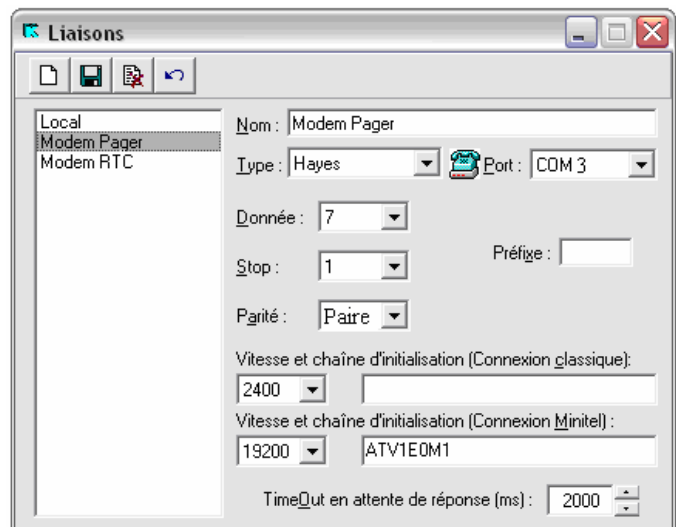 Liaisons
Local
Modem Pager
Modem RTC
Nom : Modem Pager
Type : Hayes Port : COM 3
Donnée : 7
Préfixe :
Stop : 1
Parité : Paire
Vitesse et chaîne d'initialisation (Connexion classique):
2400
Vitesse et chaîne d'initialisation (Connexion Minitel) :
19200 ATV1E0M1
TimeOut en attente de réponse (ms) : 2000